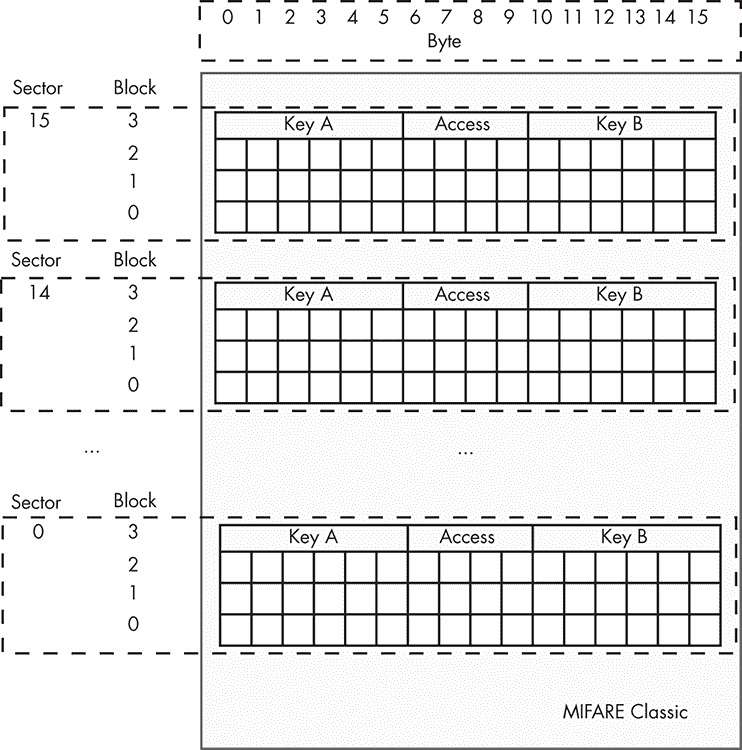 0 1 2 3 4 5 6 7 8 9 10 11 12 13 14 15
Byte
Sector Block
15 3 Key A Access Key B
2
1
0
Sector Block
14 3 Key A Access Key B
2
1
0
... ...
Sector Block
0 3 Key A Access Key B
2
1
0
MIFARE Classic